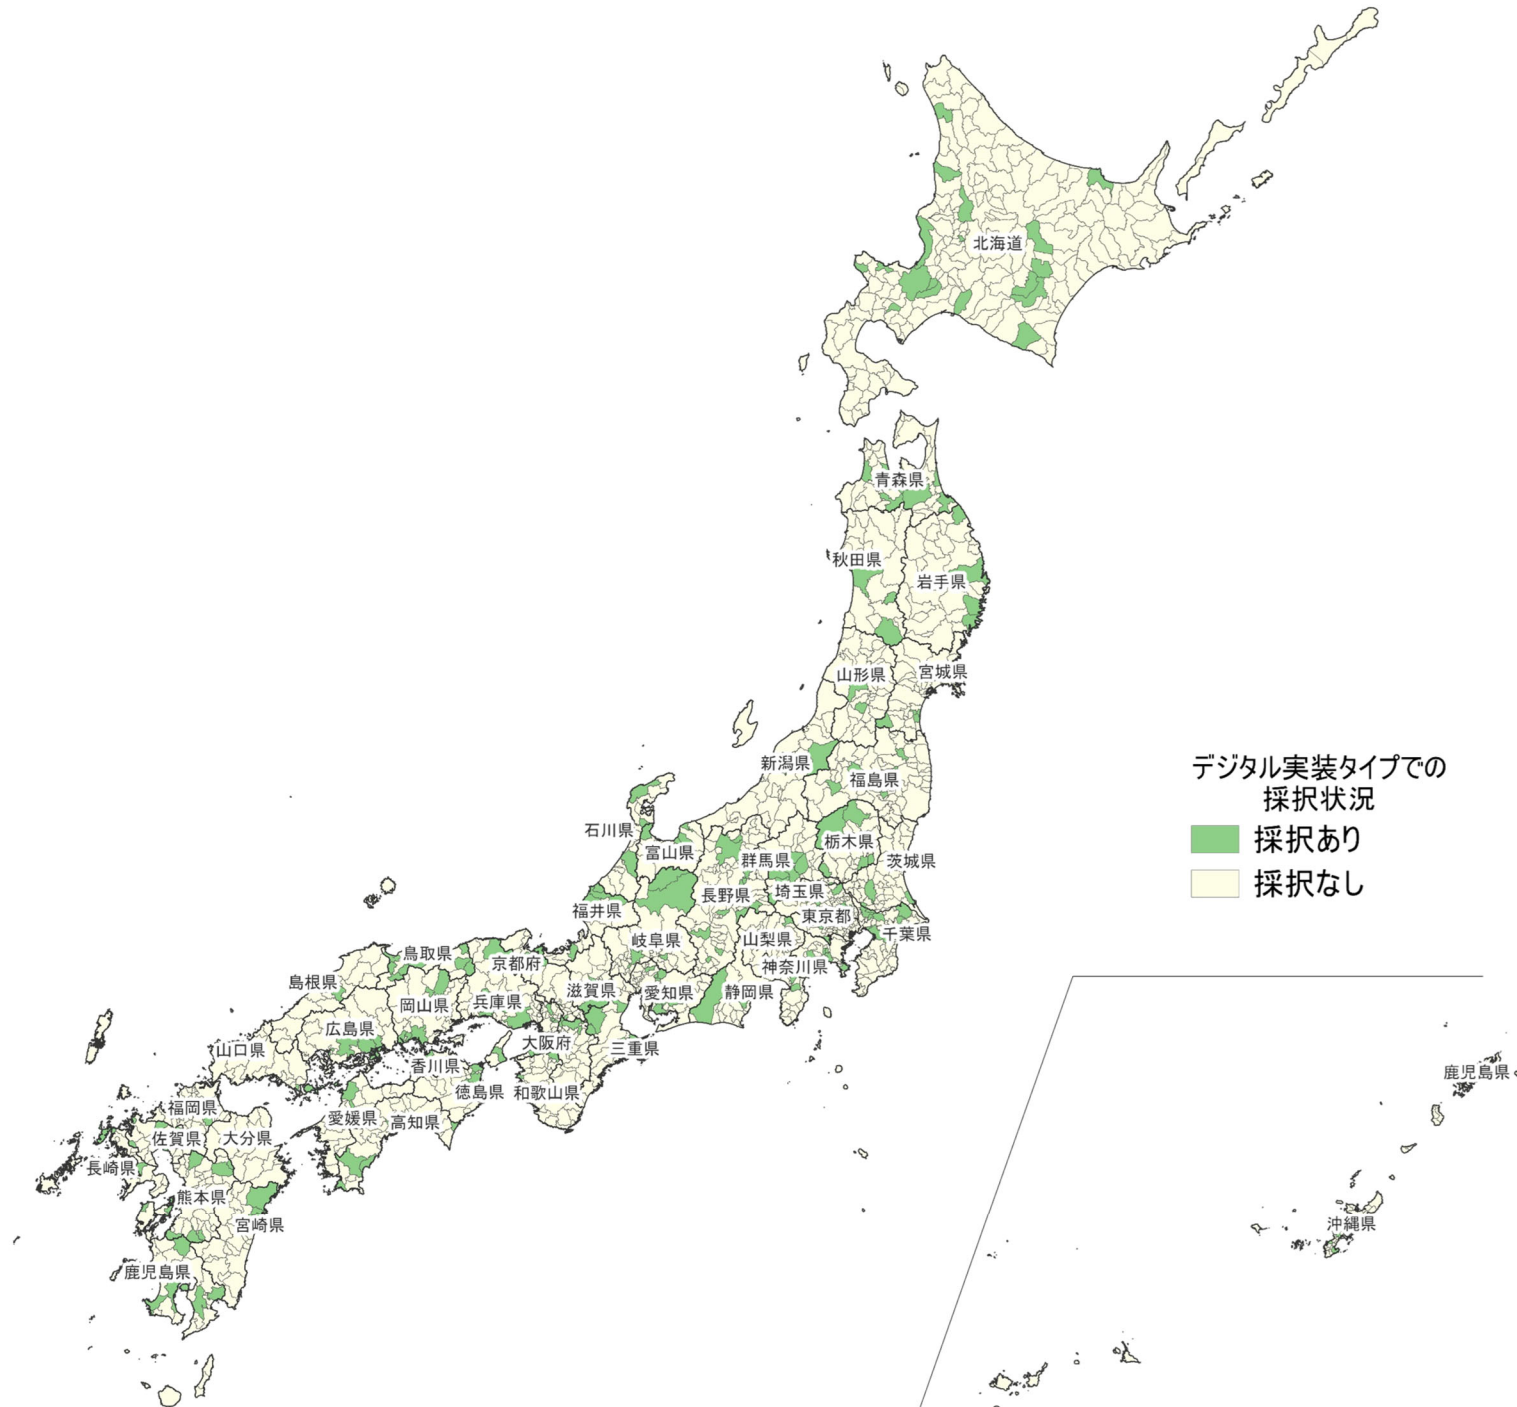 北海道
青森県
秋田県
岩手県
山形県
宮城県
新潟県
福島県
デジタル実装タイプでの
採択状況
採択あり
採択なし
石川県
富山県
群馬県
栃木県
茨城県
福井県
長野県
埼玉県
東京都
千葉県
岐阜県
山梨県
神奈川県
鳥取県
京都府
島根県
岡山県
兵庫県
滋賀県
愛知県
静岡県
広島県
大阪府
三重県
山口県
香川県
徳島県
和歌山県
鹿児島県
福岡県
愛媛県
高知県
佐賀県
大分県
長崎県
熊本県
宮崎県
沖縄県
鹿児島県